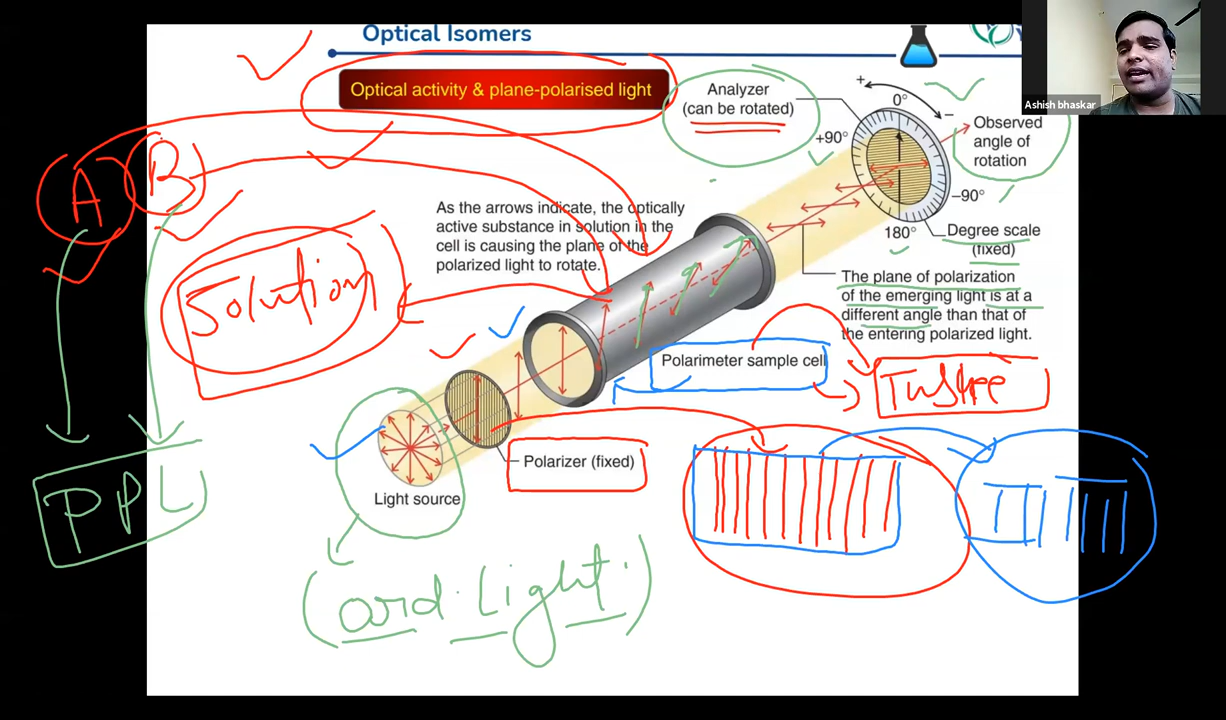 Optical Isomers
Optical activity & plane-polarised light
Analyzer
(can be rotated)
+
0°
−
+90°
−90°
180°
Ashish bhaskar
Observed
angle of
rotation
Degree scale
(fixed)
A
B
As the arrows indicate, the optically
active substance in solution in the
cell is causing the plane of the
polarized light to rotate.
Solution
The plane of polarization
of the emerging light is at a
different angle than that of
the entering polarized light.
Polarimeter sample cell
Polarizer (fixed)
Light source
PPL
(ord. Light.)